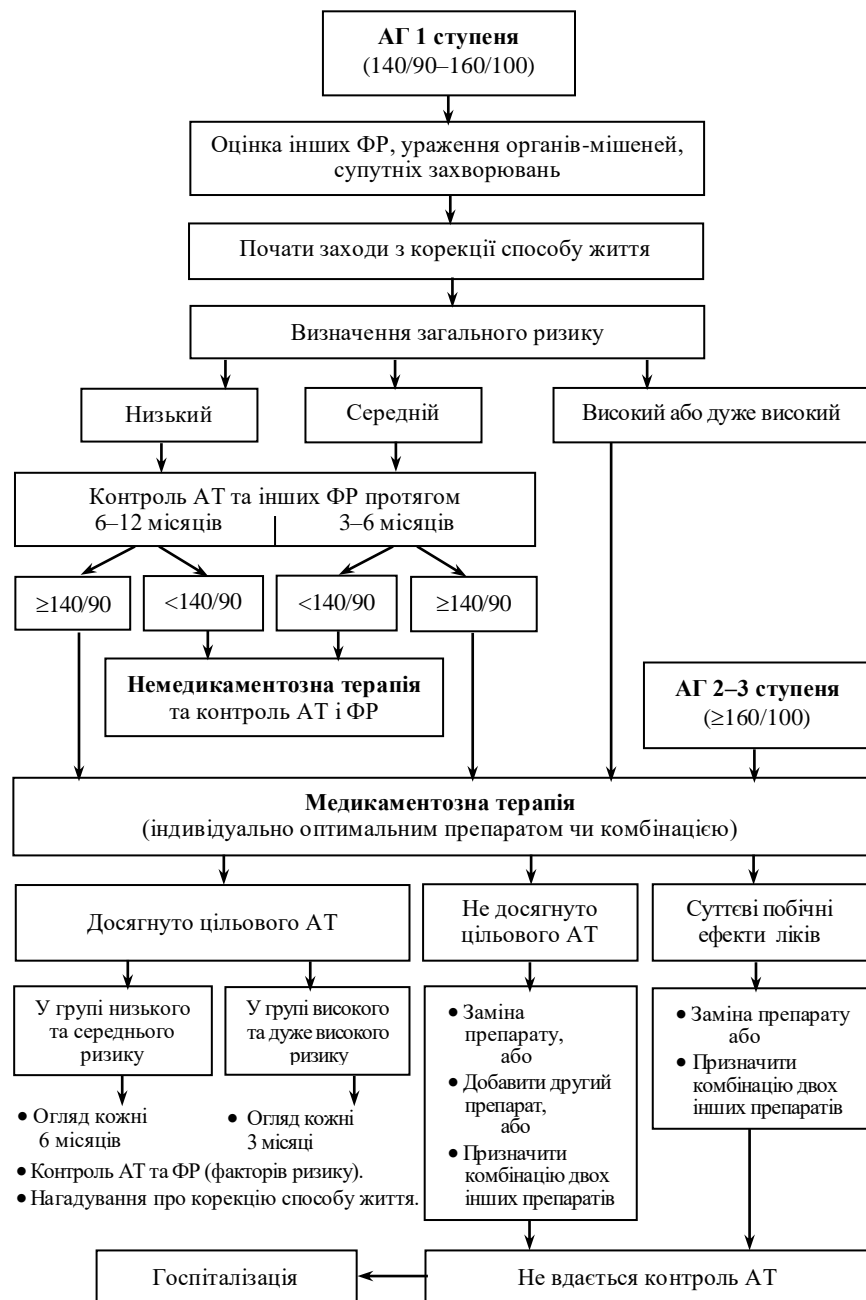 АГ 1 ступеня
(140/90–160/100)
Оцінка інших ФР, ураження органів-мішеней,
супутніх захворювань
Почати заходи з корекції способу життя
Визначення загального ризику
Низький
Середній
Високий або дуже високий
Контроль АТ та інших ФР протягом
6–12 місяців
3–6 місяців
≥140/90
<140/90
<140/90
≥140/90
Немедикаментозна терапія
та контроль АТ і ФР
АГ 2–3 ступеня
(≥160/100)
Медикаментозна терапія
(індивідуально оптимальним препаратом чи комбінацією)
Досягнуто цільового АТ
Не досягнуто
цільового АТ
Суттєві побічні
ефекти ліків
У групі низького
та середнього
ризику
У групі високого
та дуже високого
ризику
• Огляд кожні
6 місяців
• Огляд кожні
3 місяці
• Контроль АТ та ФР (факторів ризику).
• Нагадування про корекцію способу життя.
• Заміна
препарату,
або
• Добавити другий
препарат,
або
• Призначити
комбінацію двох
інших препаратів
• Заміна препарату
або
• Призначити
комбінацію двох
інших препаратів
Госпіталізація
Не вдається контроль АТ